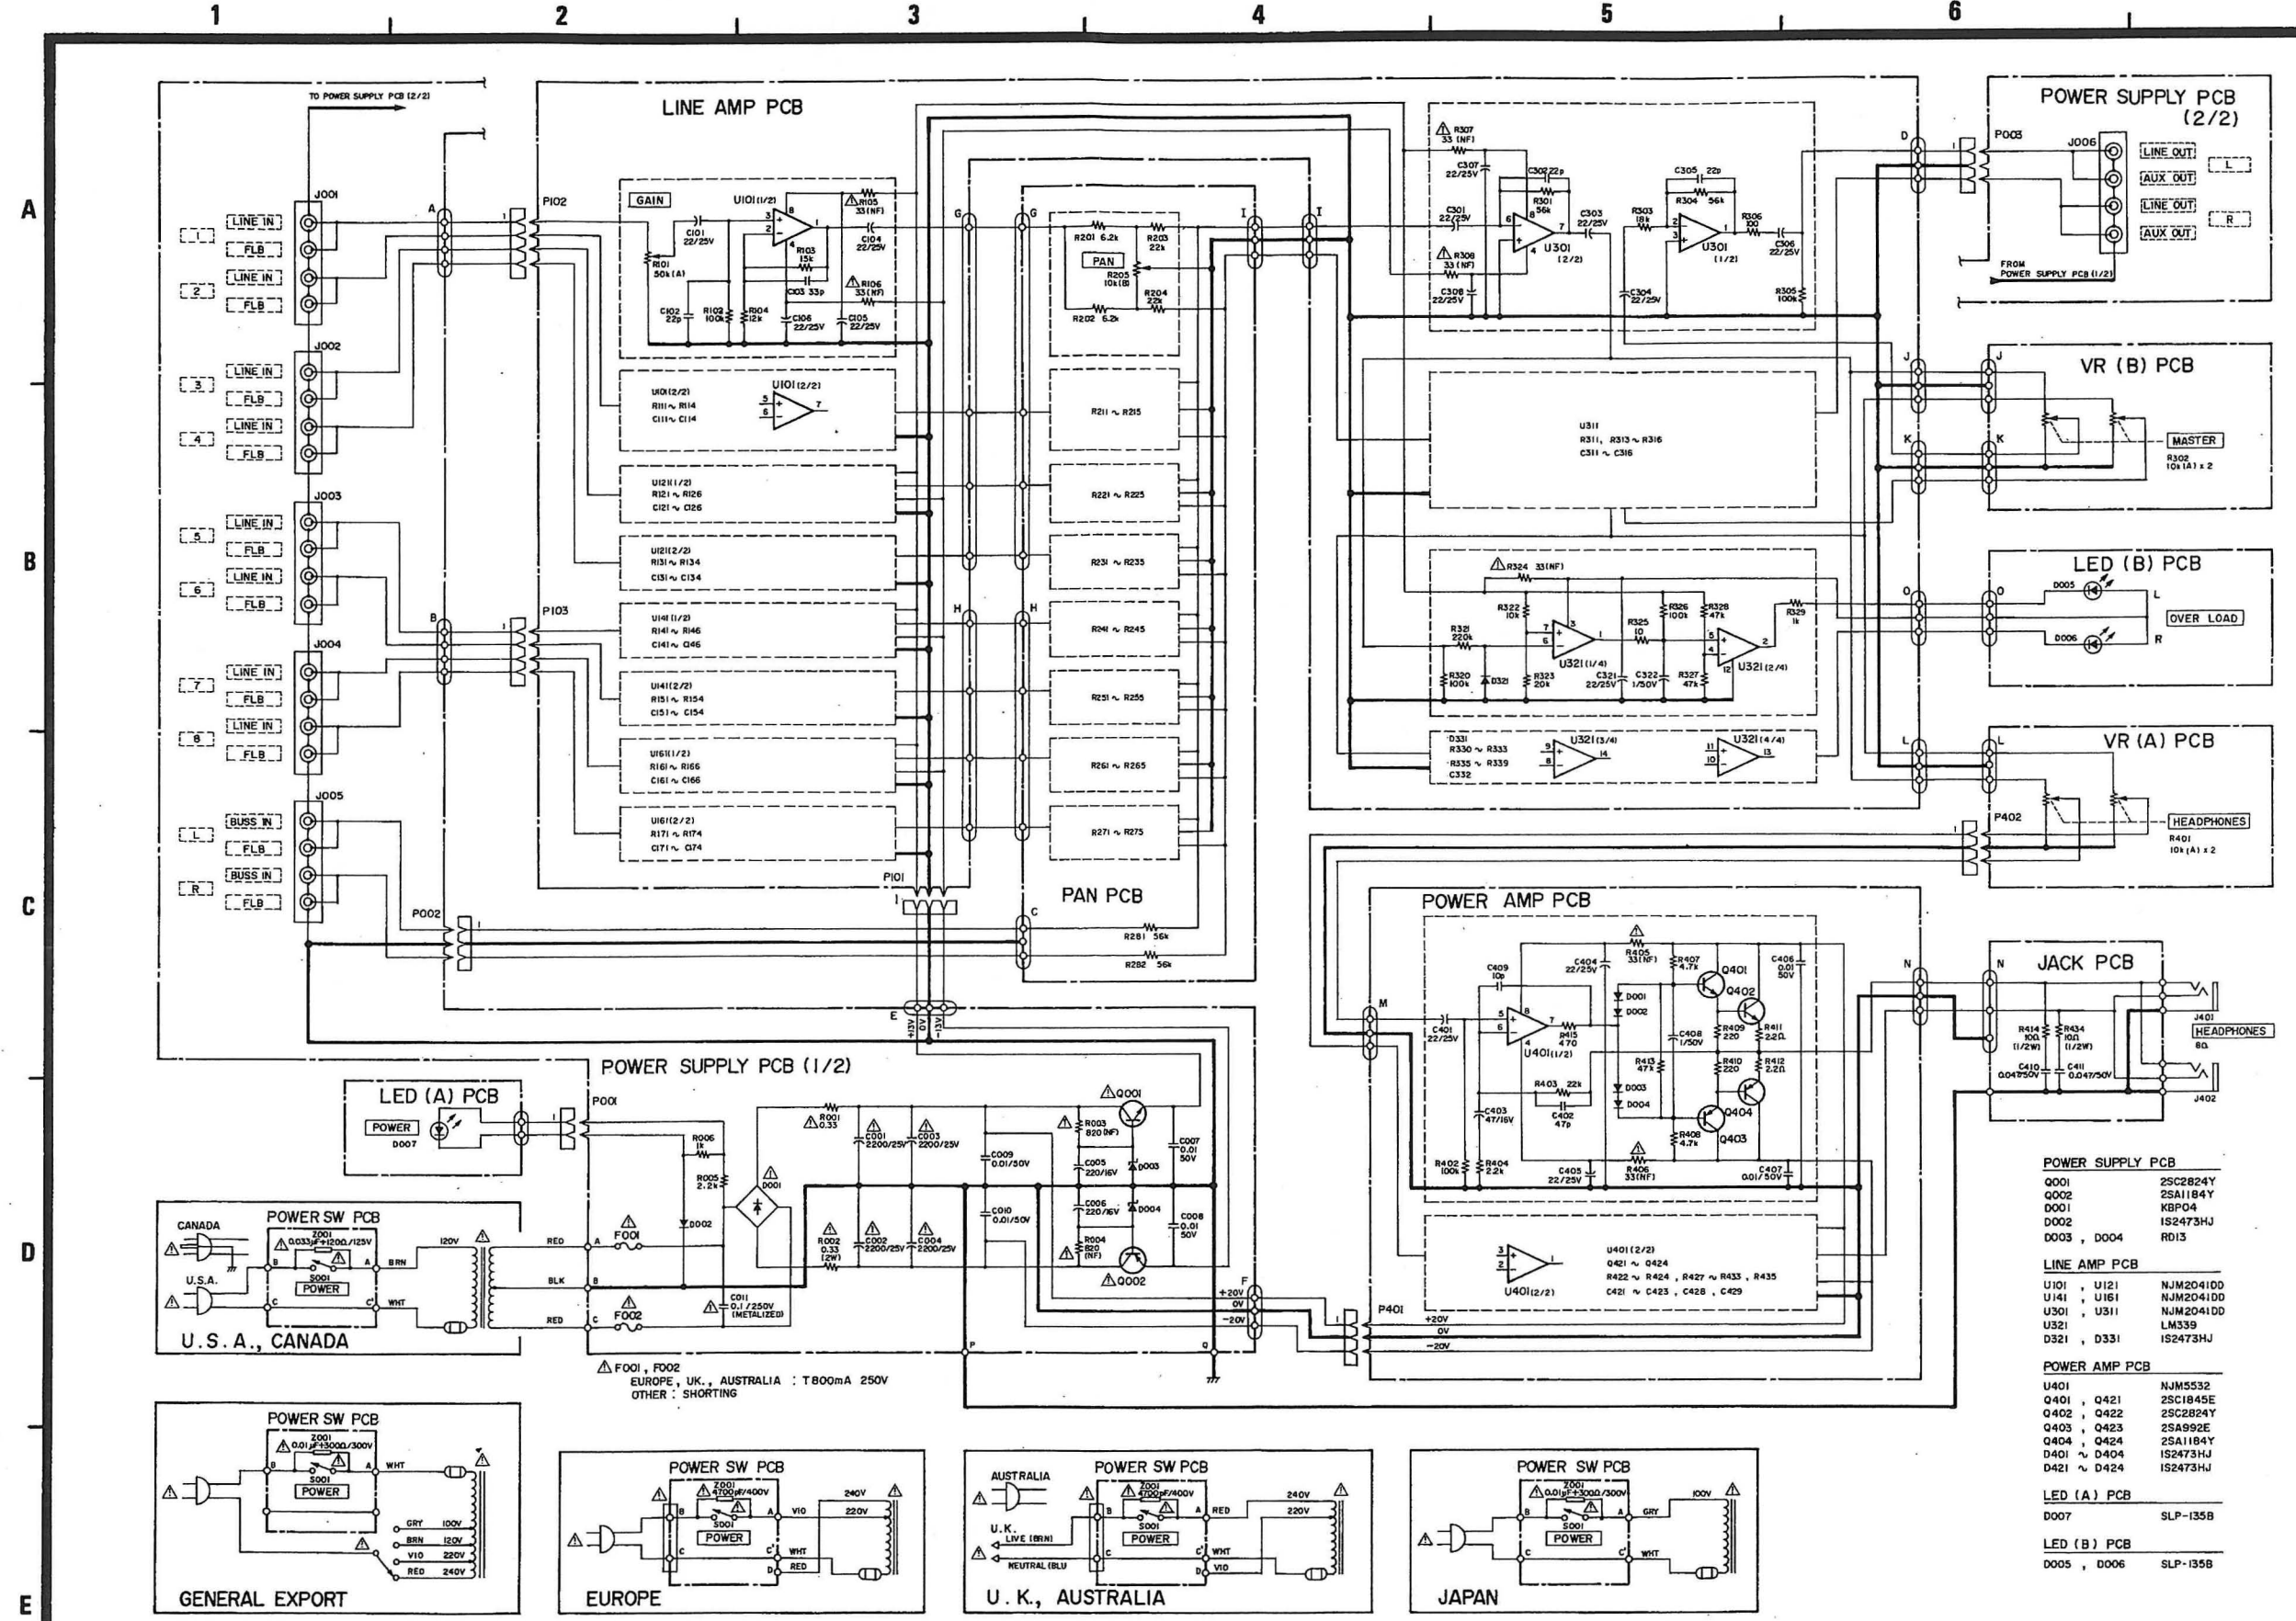 1 2 3 4 5 6
A
B
C
D
E
TO POWER SUPPLY PCB (2/2)
LINE AMP PCB
J001
1 LINE IN
FLB
2 LINE IN
FLB
J002
3 LINE IN
FLB
4 LINE IN
FLB
J003
5 LINE IN
FLB
6 LINE IN
FLB
J004
7 LINE IN
FLB
8 LINE IN
FLB
J005
L BUSS IN
FLB
R BUSS IN
FLB
A
B
P102
P103
P002
P101
GAIN
U101(1/2)
R101
50k(A)
C101
22/25V
C102
22p
R102
100k
R104
12k
R103
15k
C103 33p
C106
22/25V
C105
22/25V
R105
33(NF)
C104
22/25V
R106
33(NF)
U101(2/2)
R111~R114
C111~C114
U101(2/2)
U121(1/2)
R121~R126
C121~C126
U121(2/2)
R131~R134
C131~C134
U141(1/2)
R141~R146
C141~C146
U141(2/2)
R151~R154
C151~C154
U161(1/2)
R161~R166
C161~C166
U161(2/2)
R171~R174
C171~C174
G G
H H
I I
R201 6.2k
R203
22k
PAN
R205
10k(B)
R204
22k
R202 6.2k
R211~R215
R221~R225
R231~R235
R241~R245
R251~R255
R261~R265
R271~R275
PAN PCB
C
R281 56k
R282 56k
R307
33(NF)
C307
22/25V
C302 22p
R301
56k
C301
22/25V
U301
(2/2)
C303
22/25V
R308
33(NF)
C308
22/25V
C305 22p
R304 56k
R303
18k
U301
(1/2)
R306
100
C306
22/25V
C304
22/25V
R305
100k
U311
R311, R313~R316
C311~C316
R324 33(NF)
R322
10k
R321
220k
R325
10
R326
100k
R328
47k
R329
1k
U321(1/4)
U321(2/4)
R320
100k
D321
R323
20k
C321
22/25V
C322
1/50V
R327
47k
D331
R330~R333
R335~R339
C332
U321(3/4)
U321(4/4)
POWER SUPPLY PCB
(2/2)
D
P003
J006
LINE OUT
AUX OUT
L
LINE OUT
AUX OUT
R
FROM
POWER SUPPLY PCB(1/2)
VR (B) PCB
J J
K K
MASTER
R302
10k(A)x2
LED (B) PCB
O O
D005
L
OVER LOAD
D006
R
VR (A) PCB
L L
P402
HEADPHONES
R401
10k(A)x2
POWER AMP PCB
M
C409
10p
C404
22/25V
R405
33(NF)
R407
4.7k
Q401
C406
0.01
50V
Q402
D001
D002
C401
22/25V
U401(1/2)
R415
470
C408
1/50V
R409
220
R411
2.2Ω
R413
47k
R410
220
R412
2.2Ω
R403 22k
C402
47p
D003
D004
C403
47/16V
Q404
Q403
R408
4.7k
R402
100k
R404
2.2k
C405
22/25V
R406
33(NF)
C407
0.01/50V
U401(2/2)
U401(2/2)
Q421~Q424
R422~R424, R427~R433, R435
C421~C423, C428, C429
P401
+20V
0V
-20V
JACK PCB
N N
R414
10Ω
(1/2W)
R434
10Ω
(1/2W)
C410
0.047/50V
C411
0.047/50V
J401
HEADPHONES
8Ω
J402
E
+13V
0V
-13V
POWER SUPPLY PCB (1/2)
LED (A) PCB
POWER
D007
P001
R006
1k
R005
2.2k
D002
D001
R001
0.33
C001
2200/25V
C003
2200/25V
C009
0.01/50V
R003
820(NF)
Q001
C007
0.01
50V
C005
220/16V
D003
C006
220/16V
D004
C010
0.01/50V
C008
0.01
50V
R002
0.33
(2W)
C002
2200/25V
C004
2200/25V
R004
820
(NF)
Q002
C011
0.1/250V
(METALIZED)
F
+20V
0V
-20V
P
Q
RED A F001
BLK B
RED C F002
F001, F002
EUROPE, UK., AUSTRALIA : T800mA 250V
OTHER : SHORTING
POWER SW PCB
CANADA
Z001
0.033μF+120Ω/125V
120V
U.S.A.
B A BRN
S001
POWER
C C' WHT
U.S.A., CANADA
POWER SW PCB
Z001
0.01μF+300Ω/300V
B A WHT
S001
POWER
GRY 100V
BRN 120V
VIO 220V
RED 240V
GENERAL EXPORT
POWER SW PCB
Z001
4700pF/400V
240V
B A VIO 220V
S001
POWER
C C' WHT
D RED
EUROPE
POWER SW PCB
AUSTRALIA
Z001
4700pF/400V
240V
B A RED 220V
S001
U.K.
LIVE (BRN)
POWER
C C' WHT
NEUTRAL (BLU
D VIO
U.K., AUSTRALIA
POWER SW PCB
Z001
0.01μF+300Ω/300V
100V
B A GRY
S001
POWER
C C' WHT
JAPAN
POWER SUPPLY PCB
Q001 2SC2824Y
Q002 2SA1184Y
D001 KBP04
D002 1S2473HJ
D003, D004 RD13
LINE AMP PCB
U101, U121 NJM2041DD
U141, U161 NJM2041DD
U301, U311 NJM2041DD
U321 LM339
D321, D331 1S2473HJ
POWER AMP PCB
U401 NJM5532
Q401, Q421 2SC1845E
Q402, Q422 2SC2824Y
Q403, Q423 2SA992E
Q404, Q424 2SA1184Y
D401~D404 1S2473HJ
D421~D424 1S2473HJ
LED (A) PCB
D007 SLP-135B
LED (B) PCB
D005, D006 SLP-135B